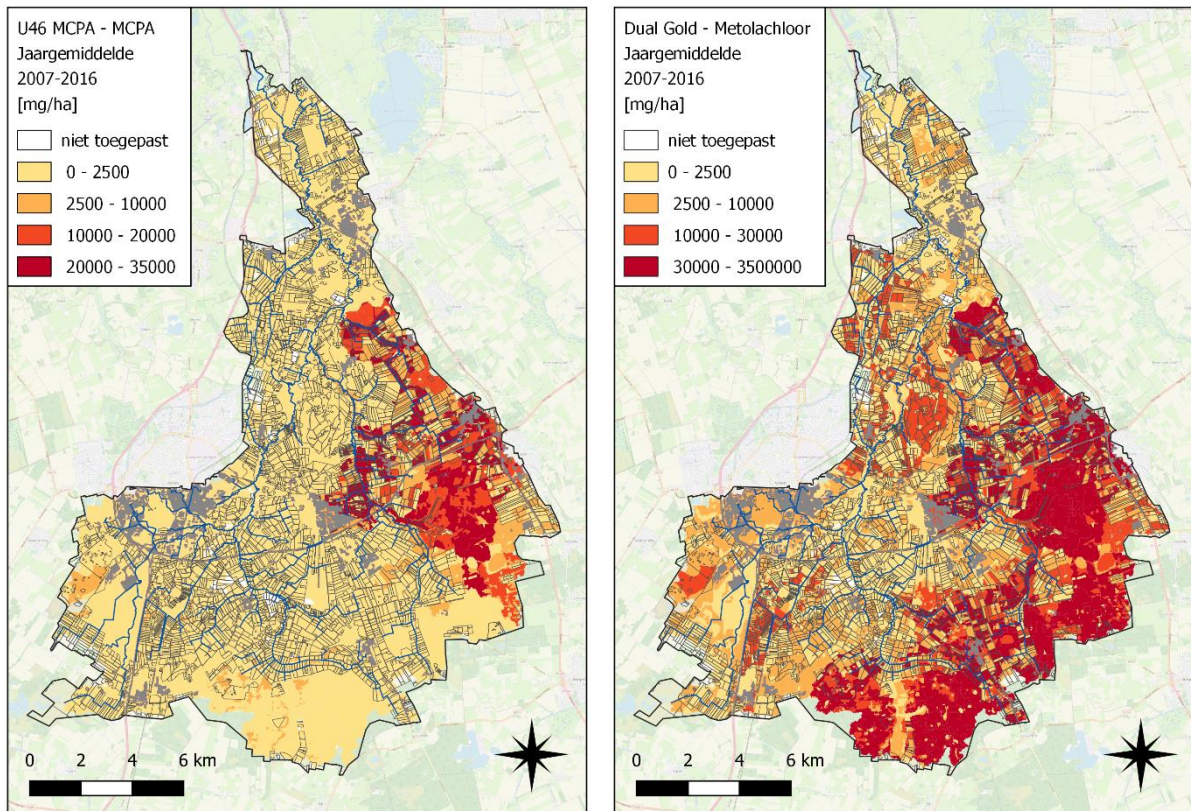 U46 MCPA - MCPA
Jaargemiddelde
2007-2016
[mg/ha]
niet toegepast
0 - 2500
2500 - 10000
10000 - 20000
20000 - 35000
0 2 4 6 km
Dual Gold - Metolachloor
Jaargemiddelde
2007-2016
[mg/ha]
niet toegepast
0 - 2500
2500 - 10000
10000 - 30000
30000 - 3500000
0 2 4 6 km